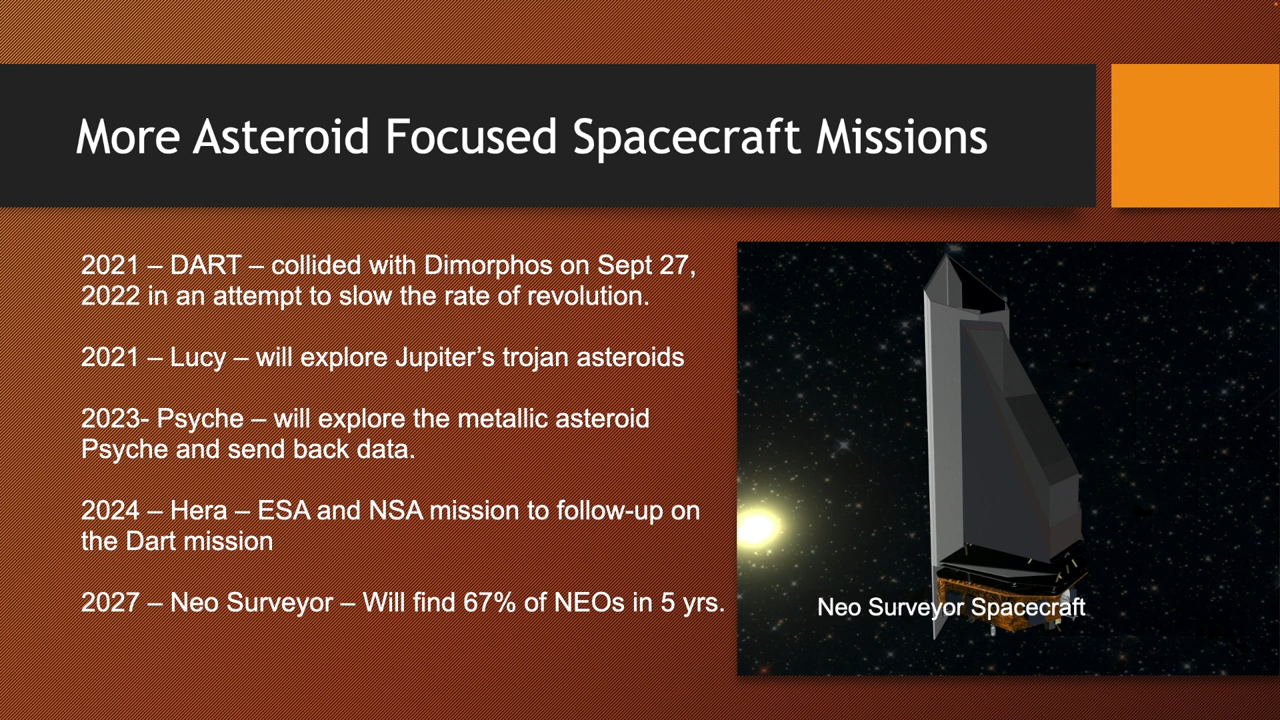 More Asteroid Focused Spacecraft Missions
2021 – DART – collided with Dimorphos on Sept 27,
2022 in an attempt to slow the rate of revolution.
2021 – Lucy – will explore Jupiter’s trojan asteroids
2023- Psyche – will explore the metallic asteroid
Psyche and send back data.
2024 – Hera – ESA and NSA mission to follow-up on
the Dart mission
2027 – Neo Surveyor – Will find 67% of NEOs in 5 yrs.
Neo Surveyor Spacecraft